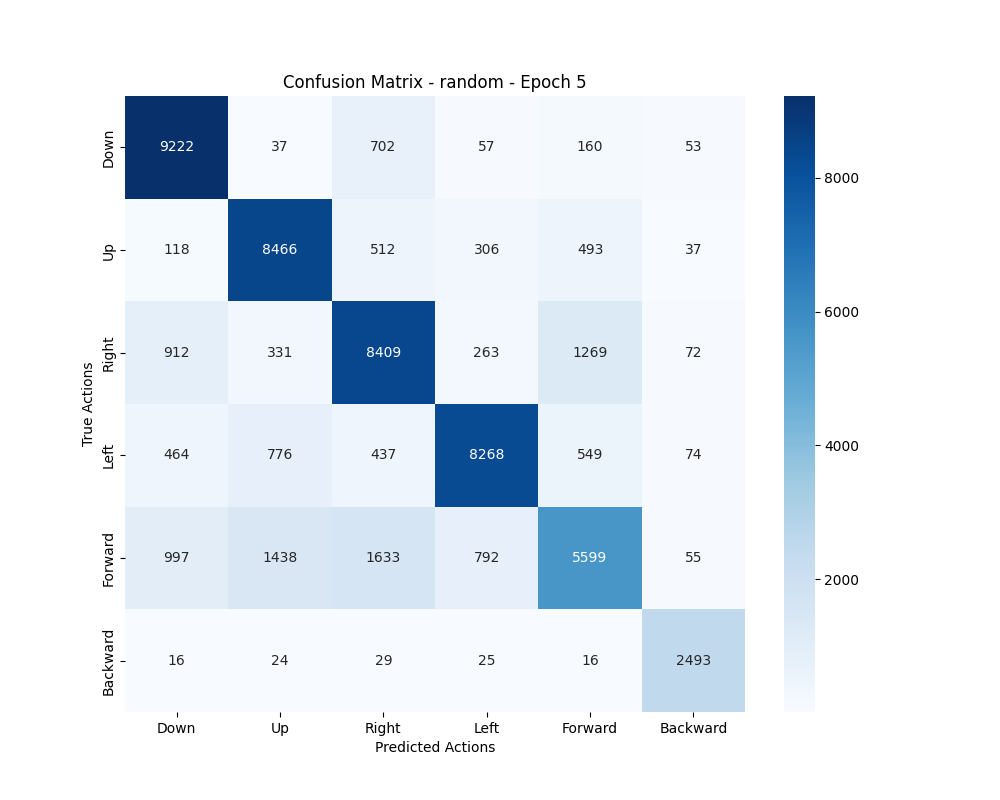 Confusion Matrix - random - Epoch 5
True Actions
Down 9222 37 702 57 160 53
Up 118 8466 512 306 493 37
Right 912 331 8409 263 1269 72
Left 464 776 437 8268 549 74
Forward 997 1438 1633 792 5599 55
Backward 16 24 29 25 16 2493
Down Up Right Left Forward Backward
Predicted Actions
8000
6000
4000
2000